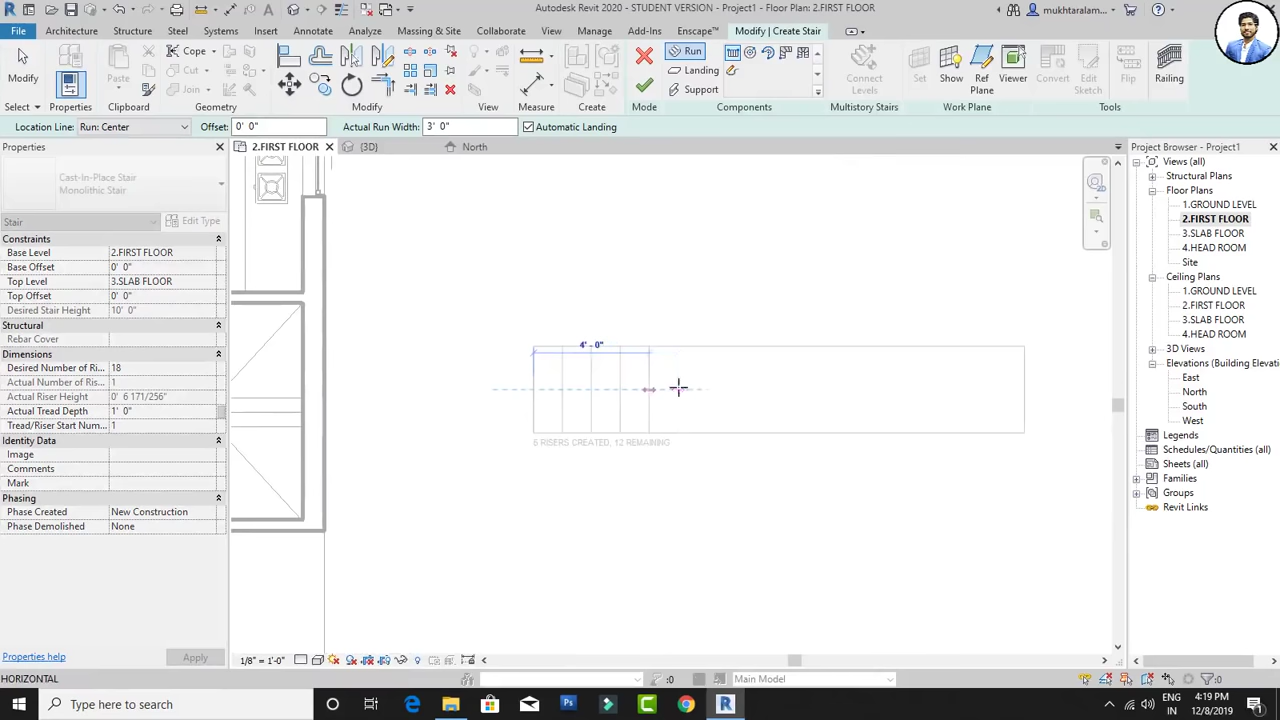 Autodesk Revit 2020 - STUDENT VERSION - Project1 - Floor Plan: 2.FIRST FLOOR
mukhtaralam...
File Architecture Structure Steel Systems Insert Annotate Analyze Massing & Site Collaborate View Manage Add-Ins Enscape™ Modify | Create Stair
Modify
Properties
Paste
Cope
Cut
Join
Run
Landing
Support
Connect Levels
Set
Show
Ref Plane
Viewer
Convert
Edit Sketch
Flip
Railing
Select Properties Clipboard Geometry Modify View Measure Create Mode Components Multistory Stairs Work Plane Tools
Location Line: Run: Center Offset: 0' 0" Actual Run Width: 3' 0" Automatic Landing
Properties
2.FIRST FLOOR
{3D}
North
Project Browser - Project1
Cast-In-Place Stair
Monolithic Stair
Stair
Edit Type
Constraints
Base Level 2.FIRST FLOOR
Base Offset 0' 0"
Top Level 3.SLAB FLOOR
Top Offset 0' 0"
Desired Stair Height 10' 0"
Structural
Rebar Cover
Dimensions
Desired Number of Ri... 18
Actual Number of Ri... 1
Actual Riser Height 0' 6 171/256"
Actual Tread Depth 1' 0"
Tread/Riser Start Num... 1
Identity Data
Image
Comments
Mark
Phasing
Phase Created New Construction
Phase Demolished None
4' - 0"
6 RISERS CREATED, 12 REMAINING
Views (all)
Structural Plans
Floor Plans
1.GROUND LEVEL
2.FIRST FLOOR
3.SLAB FLOOR
4.HEAD ROOM
Site
Ceiling Plans
1.GROUND LEVEL
2.FIRST FLOOR
3.SLAB FLOOR
4.HEAD ROOM
3D Views
Elevations (Building Elevation
East
North
South
West
Legends
Schedules/Quantities (all)
Sheets (all)
Families
Groups
Revit Links
Properties help
Apply
1/8" = 1'-0"
HORIZONTAL
:0
Main Model
:0
Type here to search
ENG
IN
4:19 PM
12/8/2019